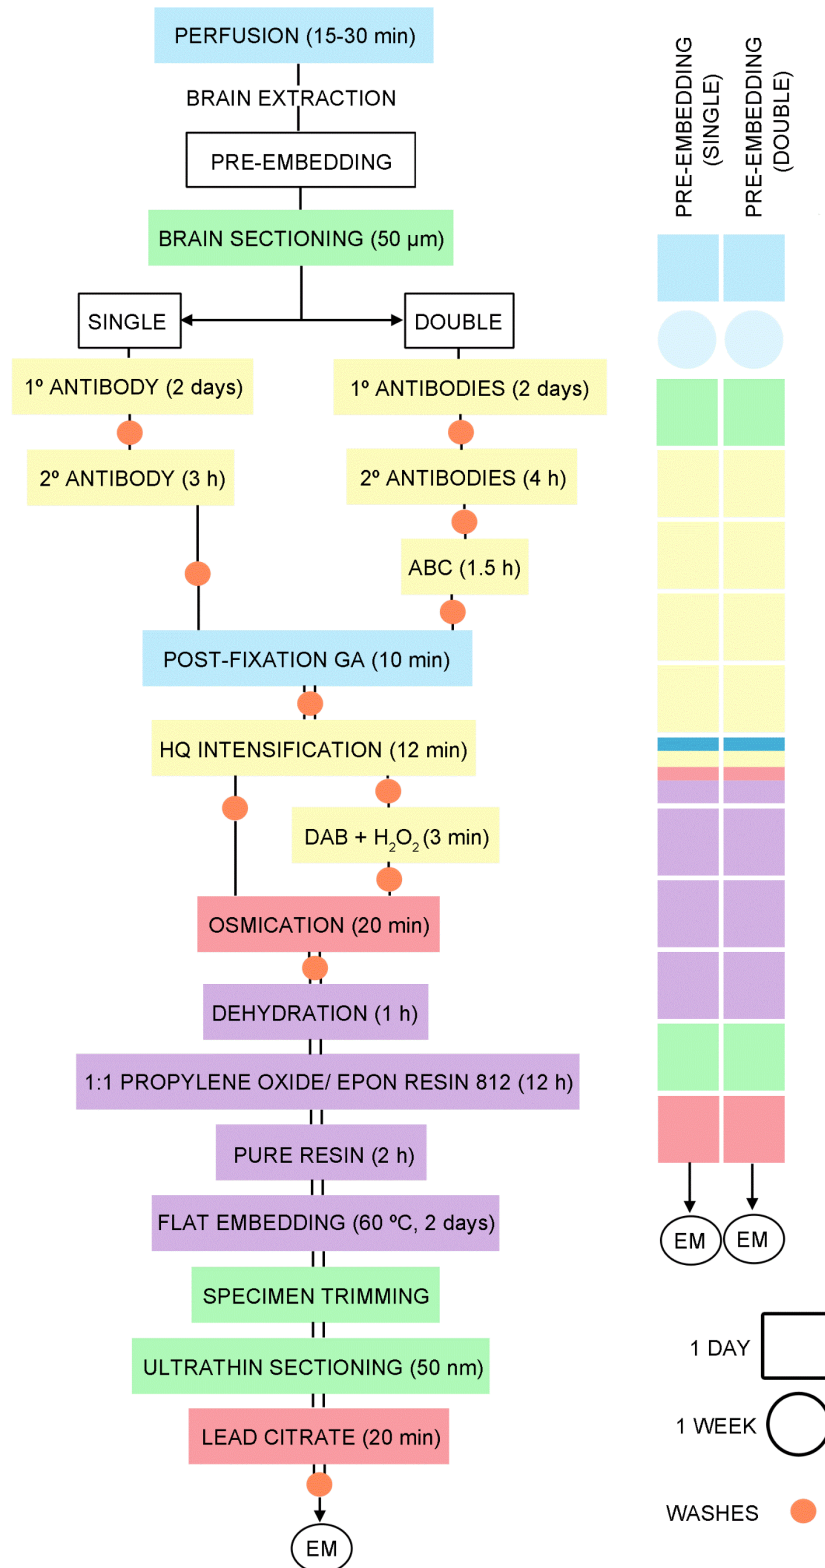 PERFUSION (15-30 min)
BRAIN EXTRACTION
PRE-EMBEDDING
BRAIN SECTIONING (50 µm)
SINGLE
DOUBLE
1º ANTIBODY (2 days)
1º ANTIBODIES (2 days)
2º ANTIBODY (3 h)
2º ANTIBODIES (4 h)
ABC (1.5 h)
POST-FIXATION GA (10 min)
HQ INTENSIFICATION (12 min)
DAB + H₂O₂ (3 min)
OSMICATION (20 min)
DEHYDRATION (1 h)
1:1 PROPYLENE OXIDE/ EPON RESIN 812 (12 h)
PURE RESIN (2 h)
FLAT EMBEDDING (60 ºC, 2 days)
SPECIMEN TRIMMING
ULTRATHIN SECTIONING (50 nm)
LEAD CITRATE (20 min)
EM
PRE-EMBEDDING
(SINGLE)
PRE-EMBEDDING
(DOUBLE)
EM
EM
1 DAY
1 WEEK
WASHES